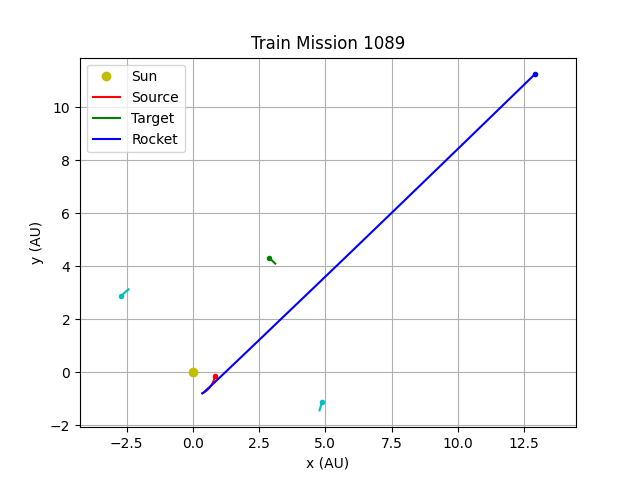 Train Mission 1089
Sun
Source
Target
Rocket
10
8
6
4
2
0
−2
y (AU)
−2.5 0.0 2.5 5.0 7.5 10.0 12.5
x (AU)